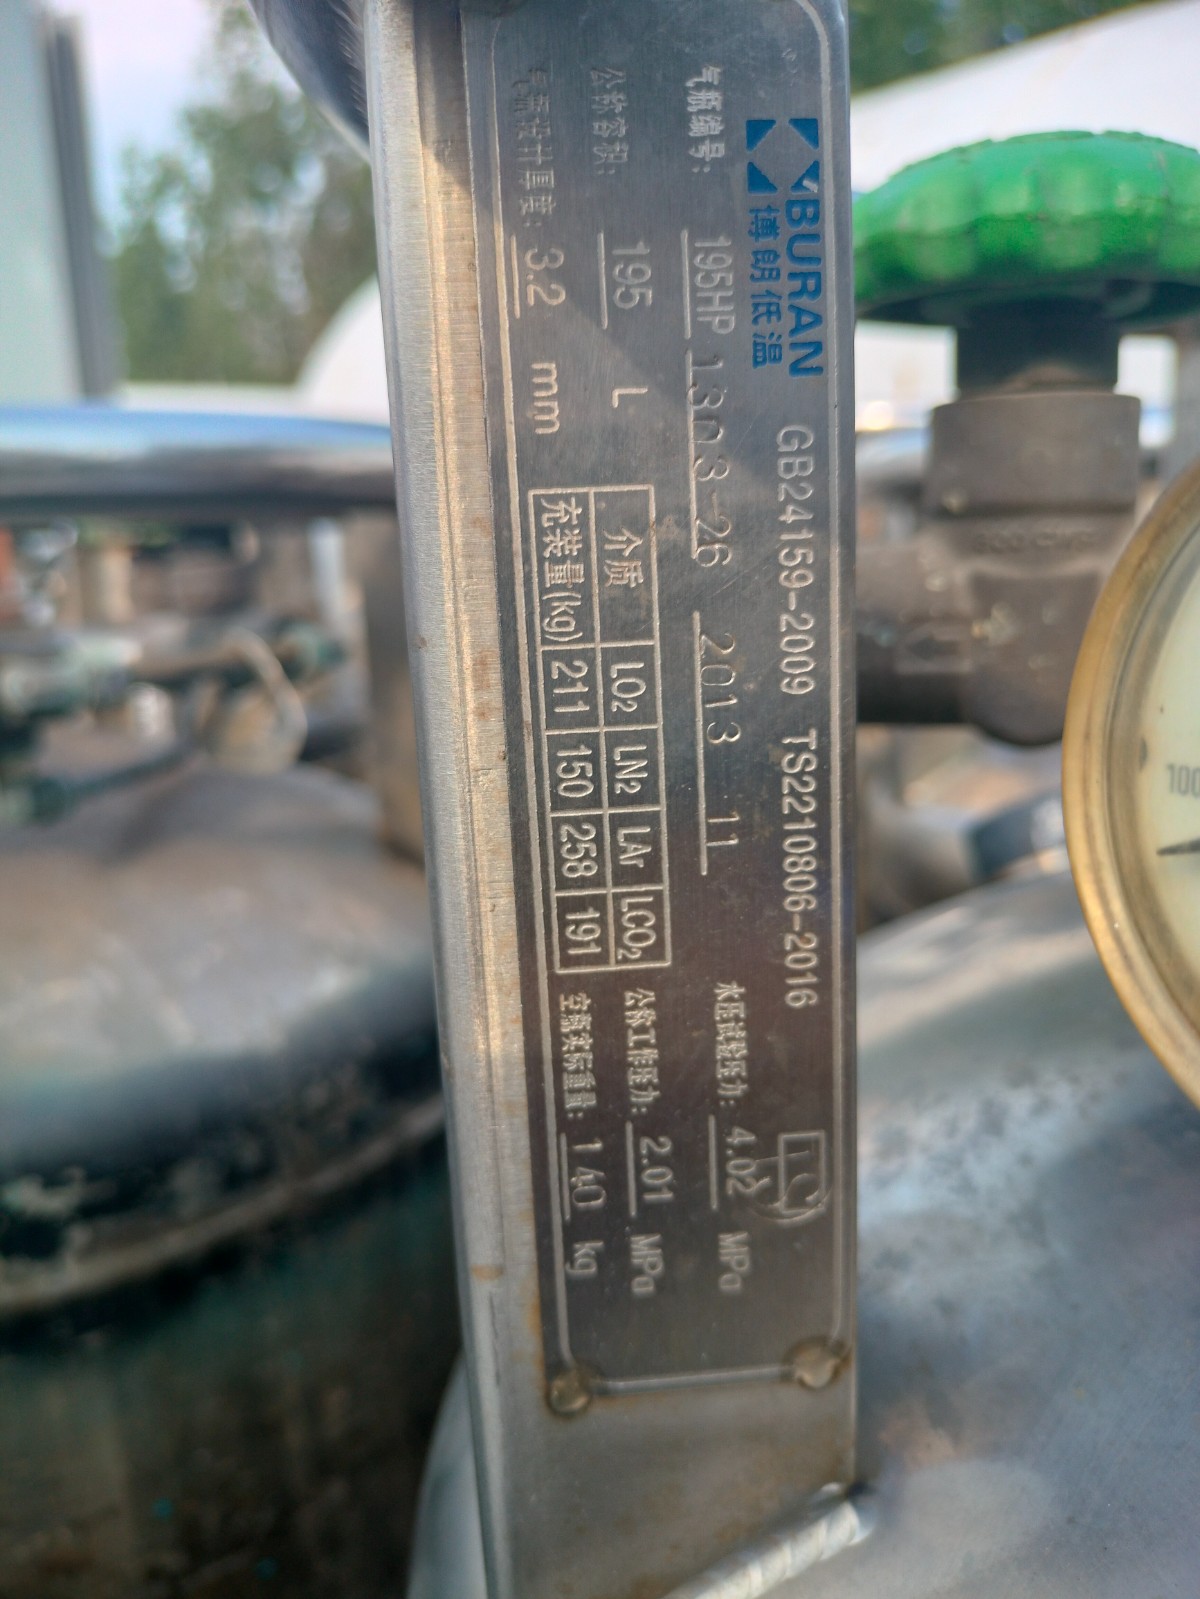 BURAN
博朗低温
GB24159-2009 TS2210806-2016
TS
气瓶编号: 195HP 1303-26 2013 11
水压试验压力: 4.02 MPa
公称容积: 195 L
公称工作压力: 2.01 MPa
气瓶设计厚度: 3.2 mm
空瓶实际重量: 140 kg
介质 LO₂ LN₂ LAr LCO₂
充装量(kg) 211 150 258 191
100